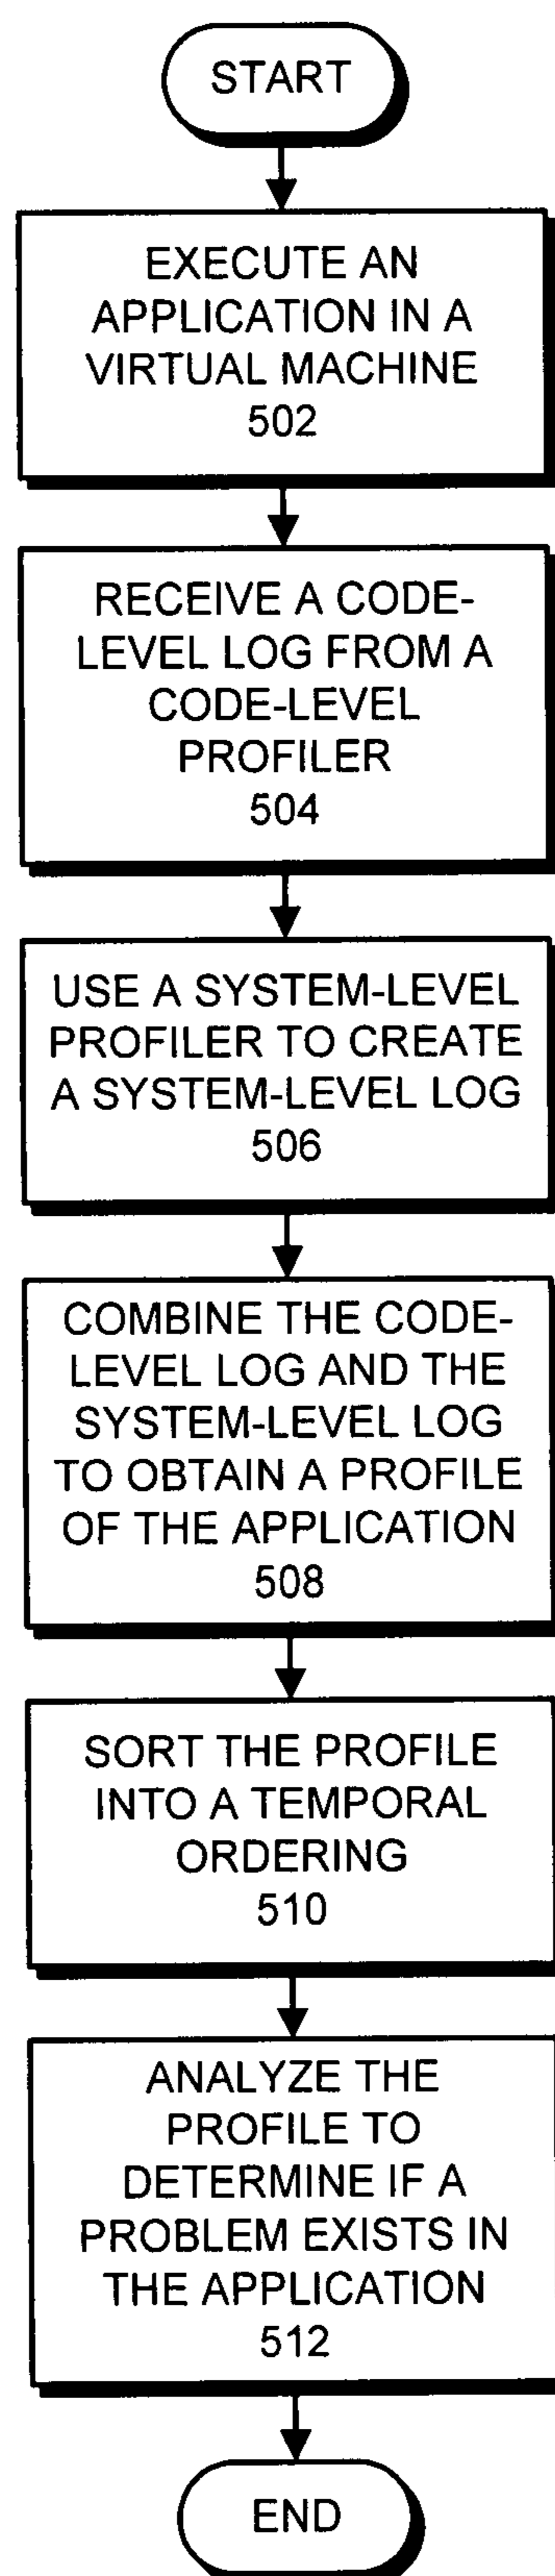 START
EXECUTE AN
APPLICATION IN A
VIRTUAL MACHINE
502
RECEIVE A CODE-
LEVEL LOG FROM A
CODE-LEVEL
PROFILER
504
USE A SYSTEM-LEVEL
PROFILER TO CREATE
A SYSTEM-LEVEL LOG
506
COMBINE THE CODE-
LEVEL LOG AND THE
SYSTEM-LEVEL LOG
TO OBTAIN A PROFILE
OF THE APPLICATION
508
SORT THE PROFILE
INTO A TEMPORAL
ORDERING
510
ANALYZE THE
PROFILE TO
DETERMINE IF A
PROBLEM EXISTS IN
THE APPLICATION
512
END